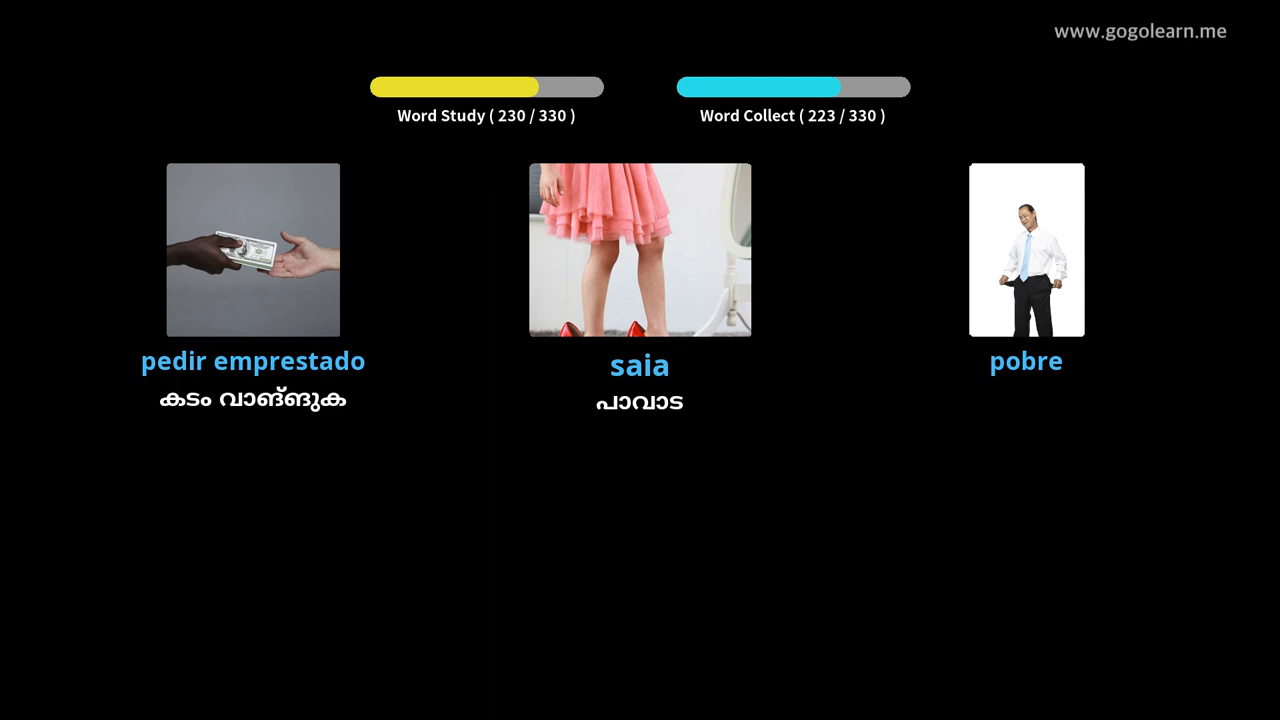 www.gogolearn.me
Word Study ( 230 / 330 )
Word Collect ( 223 / 330 )
pedir emprestado
കടം വാങ്ങുക
saia
പാവാട
pobre